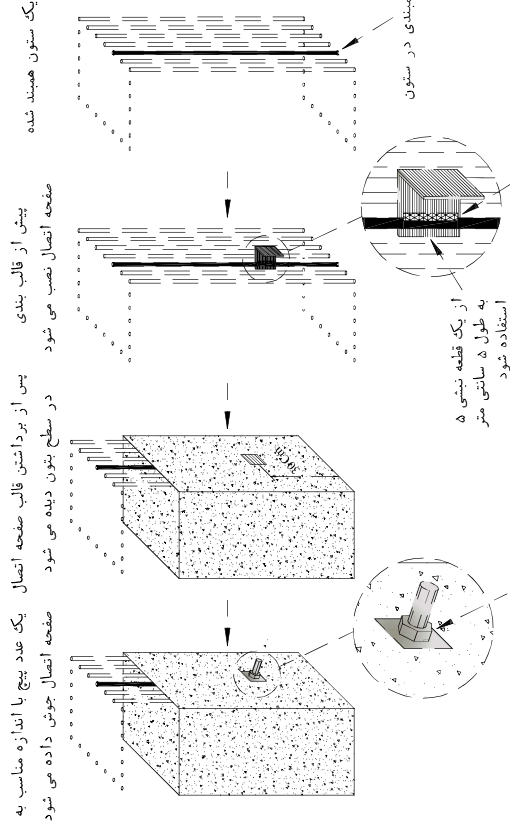 یک ستون همبند شده
بندی در ستون
پیش از قالب بندی
صفحه اتصال نصب می شود
از یک قطعه نبشی ۵
به طول ۵ سانتی متر
استفاده شود
پس از برداشتن قالب صفحه اتصال
در سطح بتون دیده می شود
30 Cm
یک عدد پیچ با اندازه مناسب به
صفحه اتصال جوش داده می شود